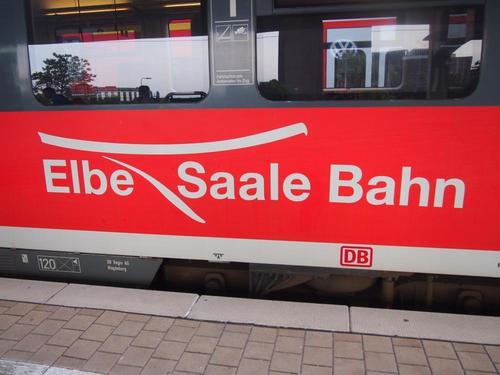 Elbe Saale Bahn
DB
120
DB Regio AG
Magdeburg